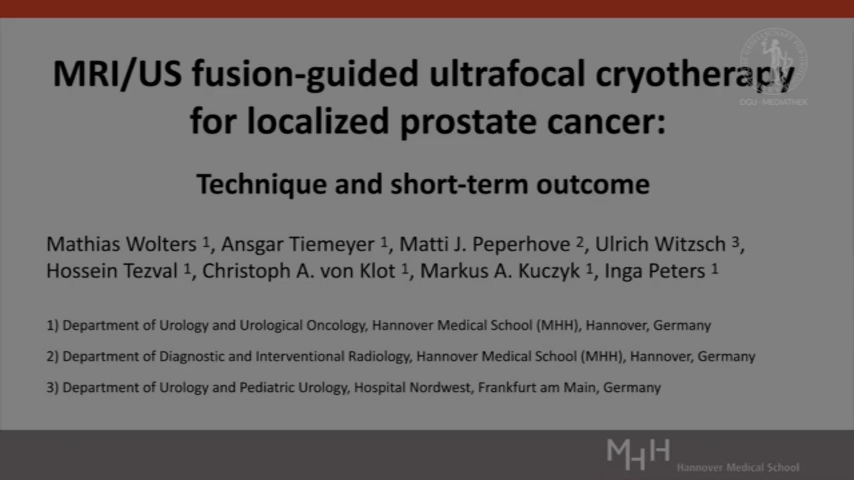 MRI/US fusion-guided ultrafocal cryotherapy
for localized prostate cancer:
Technique and short-term outcome
Mathias Wolters 1, Ansgar Tiemeyer 1, Matti J. Peperhove 2, Ulrich Witzsch 3,
Hossein Tezval 1, Christoph A. von Klot 1, Markus A. Kuczyk 1, Inga Peters 1
1) Department of Urology and Urological Oncology, Hannover Medical School (MHH), Hannover, Germany
2) Department of Diagnostic and Interventional Radiology, Hannover Medical School (MHH), Hannover, Germany
3) Department of Urology and Pediatric Urology, Hospital Nordwest, Frankfurt am Main, Germany
DGU - MEDIATHEK
MHH
Hannover Medical School